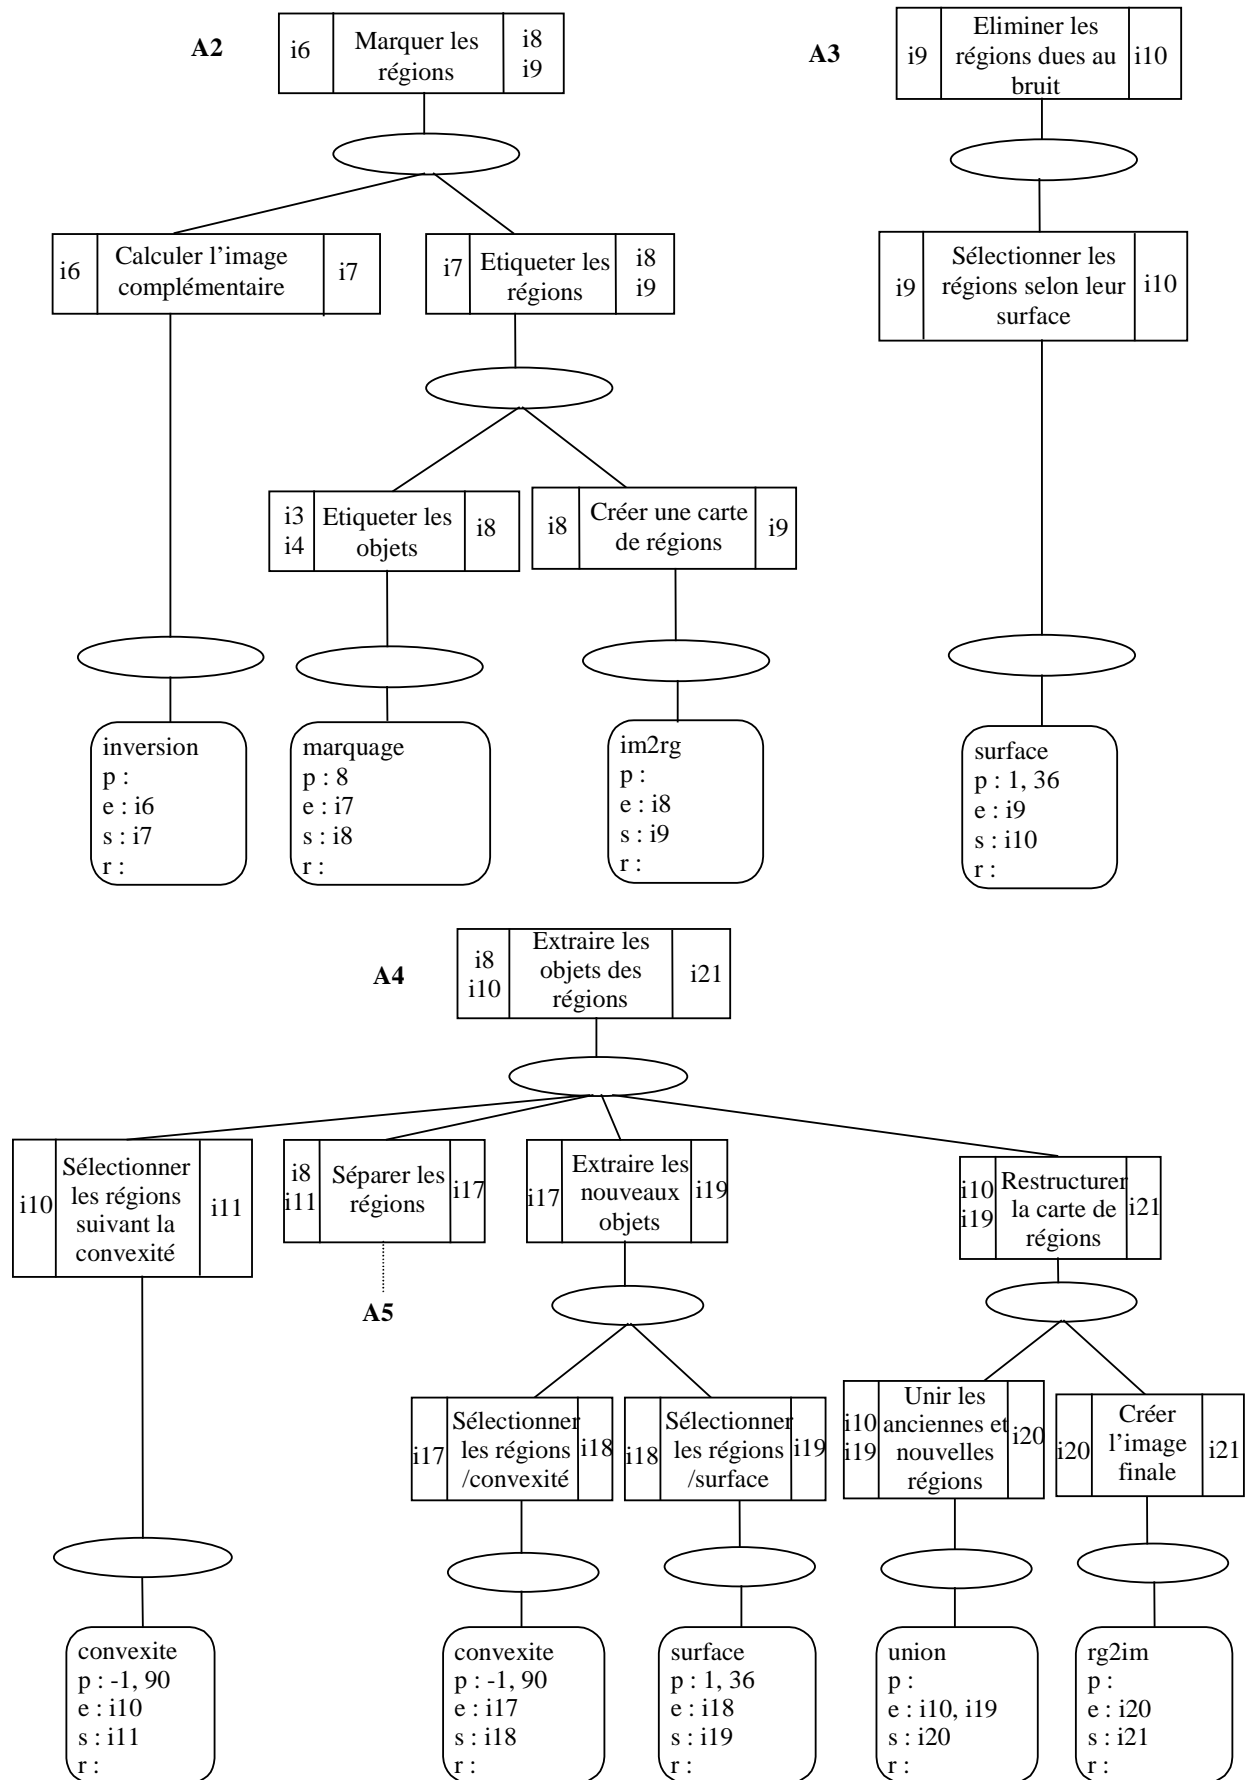 A2
i6
Marquer les
régions
i8
i9
A3
i9
Eliminer les
régions dues au
bruit
i10
i6
Calculer l’image
complémentaire
i7
i7
Etiqueter les
régions
i8
i9
i9
Sélectionner les
régions selon leur
surface
i10
i3
i4
Etiqueter les
objets
i8
i8
Créer une carte
de régions
i9
inversion
p :
e : i6
s : i7
r :
marquage
p : 8
e : i7
s : i8
r :
im2rg
p :
e : i8
s : i9
r :
surface
p : 1, 36
e : i9
s : i10
r :
A4
i8
i10
Extraire les
objets des
régions
i21
i10
Sélectionner
les régions
suivant la
convexité
i11
i8
i11
Séparer les
régions
i17
A5
i17
Extraire les
nouveaux
objets
i19
i10
i19
Restructurer
la carte de
régions
i21
i17
Sélectionner
les régions
/convexité
i18
i18
Sélectionner
les régions
/surface
i19
i10
i19
Unir les
anciennes et
nouvelles
régions
i20
i20
Créer
l’image
finale
i21
convexite
p : -1, 90
e : i10
s : i11
r :
convexite
p : -1, 90
e : i17
s : i18
r :
surface
p : 1, 36
e : i18
s : i19
r :
union
p :
e : i10, i19
s : i20
r :
rg2im
p :
e : i20
s : i21
r :